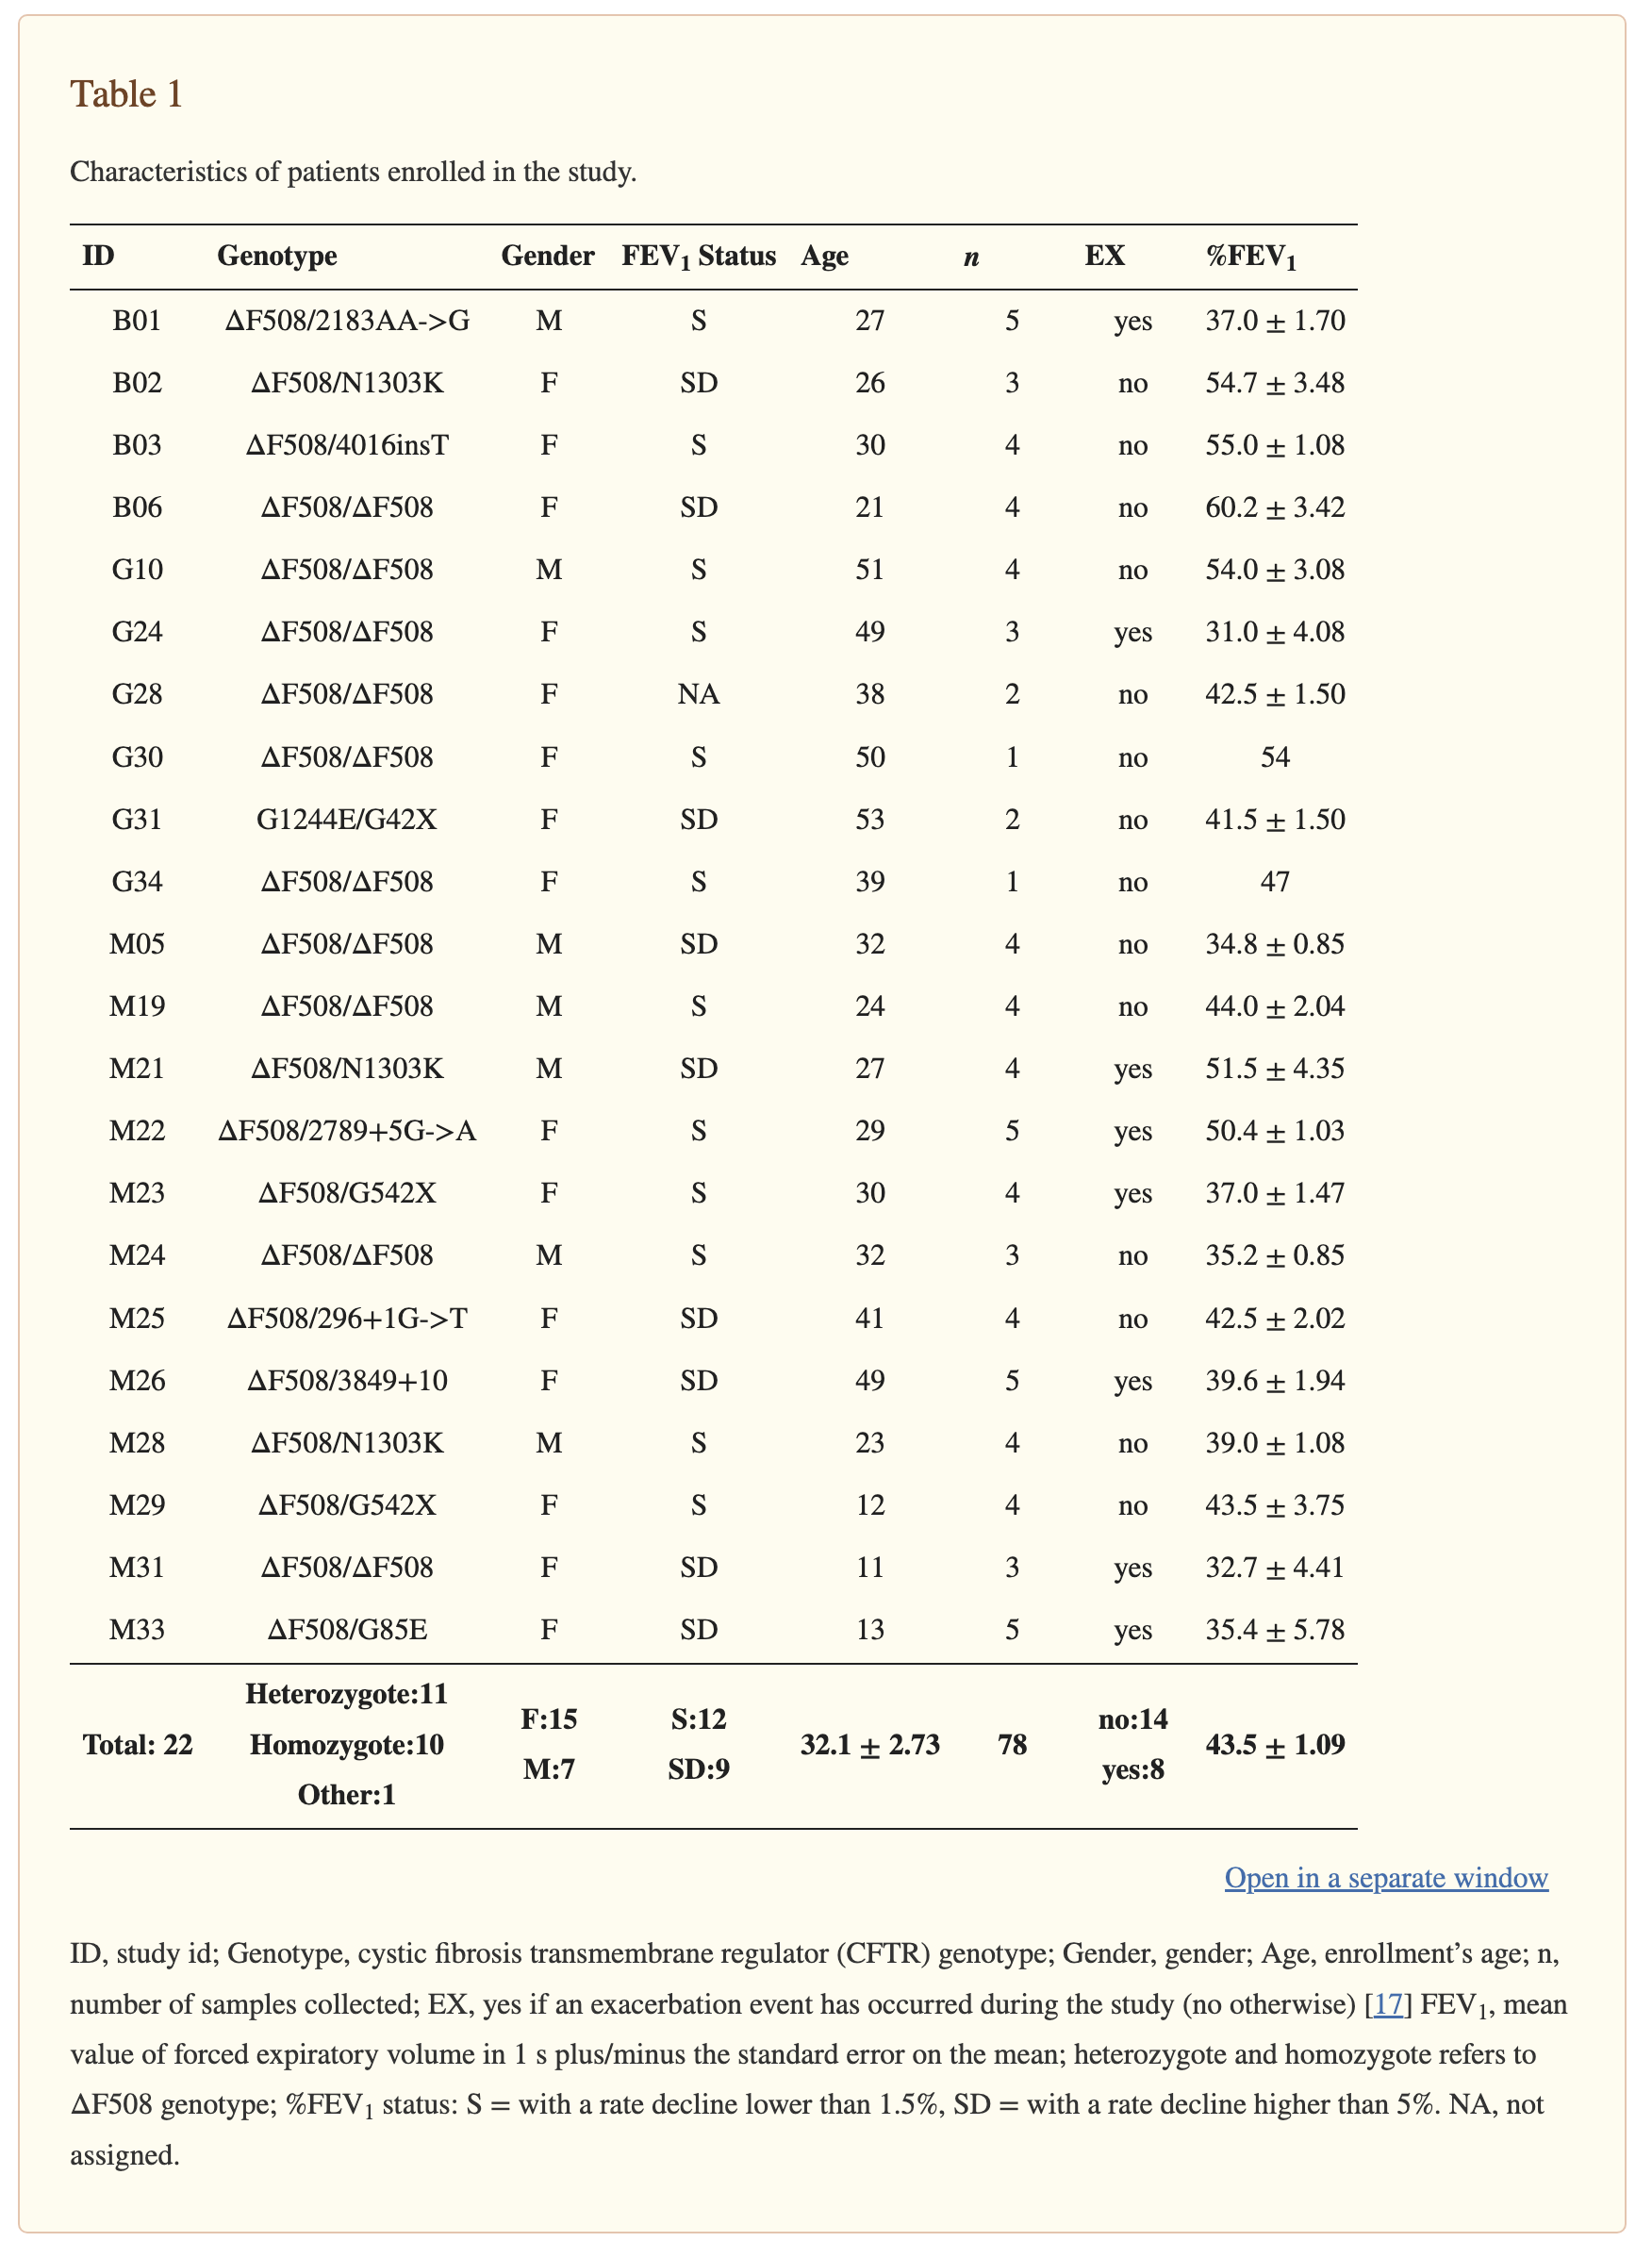 Table 1
Characteristics of patients enrolled in the study.
ID Genotype Gender FEV1 Status Age n EX %FEV1
B01 ΔF508/2183AA->G M S 27 5 yes 37.0 ± 1.70
B02 ΔF508/N1303K F SD 26 3 no 54.7 ± 3.48
B03 ΔF508/4016insT F S 30 4 no 55.0 ± 1.08
B06 ΔF508/ΔF508 F SD 21 4 no 60.2 ± 3.42
G10 ΔF508/ΔF508 M S 51 4 no 54.0 ± 3.08
G24 ΔF508/ΔF508 F S 49 3 yes 31.0 ± 4.08
G28 ΔF508/ΔF508 F NA 38 2 no 42.5 ± 1.50
G30 ΔF508/ΔF508 F S 50 1 no 54
G31 G1244E/G42X F SD 53 2 no 41.5 ± 1.50
G34 ΔF508/ΔF508 F S 39 1 no 47
M05 ΔF508/ΔF508 M SD 32 4 no 34.8 ± 0.85
M19 ΔF508/ΔF508 M S 24 4 no 44.0 ± 2.04
M21 ΔF508/N1303K M SD 27 4 yes 51.5 ± 4.35
M22 ΔF508/2789+5G->A F S 29 5 yes 50.4 ± 1.03
M23 ΔF508/G542X F S 30 4 yes 37.0 ± 1.47
M24 ΔF508/ΔF508 M S 32 3 no 35.2 ± 0.85
M25 ΔF508/296+1G->T F SD 41 4 no 42.5 ± 2.02
M26 ΔF508/3849+10 F SD 49 5 yes 39.6 ± 1.94
M28 ΔF508/N1303K M S 23 4 no 39.0 ± 1.08
M29 ΔF508/G542X F S 12 4 no 43.5 ± 3.75
M31 ΔF508/ΔF508 F SD 11 3 yes 32.7 ± 4.41
M33 ΔF508/G85E F SD 13 5 yes 35.4 ± 5.78
Total: 22
Heterozygote:11
Homozygote:10
Other:1
F:15
M:7
S:12
SD:9
32.1 ± 2.73
78
no:14
yes:8
43.5 ± 1.09
Open in a separate window
ID, study id; Genotype, cystic fibrosis transmembrane regulator (CFTR) genotype; Gender, gender; Age, enrollment’s age; n,
number of samples collected; EX, yes if an exacerbation event has occurred during the study (no otherwise) [17] FEV1, mean
value of forced expiratory volume in 1 s plus/minus the standard error on the mean; heterozygote and homozygote refers to
ΔF508 genotype; %FEV1 status: S = with a rate decline lower than 1.5%, SD = with a rate decline higher than 5%. NA, not
assigned.